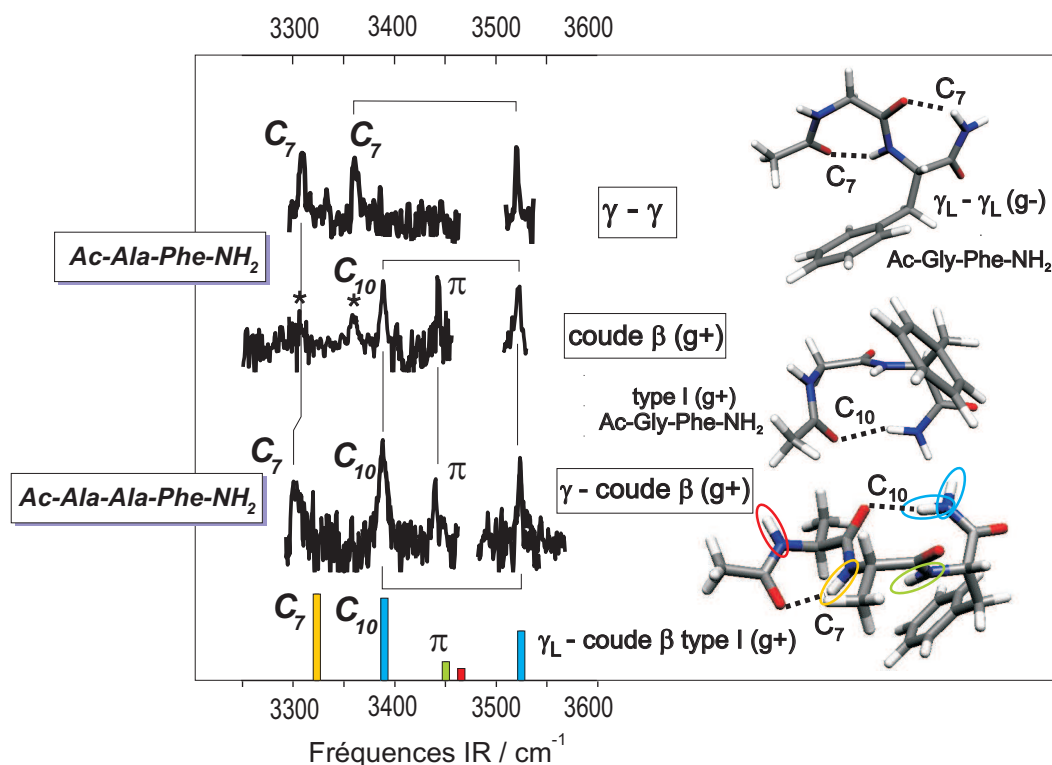 3300 3400 3500 3600
C7 C7
γ - γ
C7
C7
γL - γL (g-)
Ac-Gly-Phe-NH2
Ac-Ala-Phe-NH2
* * C10 π
coude β (g+)
type I (g+)
Ac-Gly-Phe-NH2
C10
Ac-Ala-Ala-Phe-NH2
C7 C10 π
γ - coude β (g+)
C10
C7
C7 C10 π
γL - coude β type I (g+)
3300 3400 3500 3600
Fréquences IR / cm-1